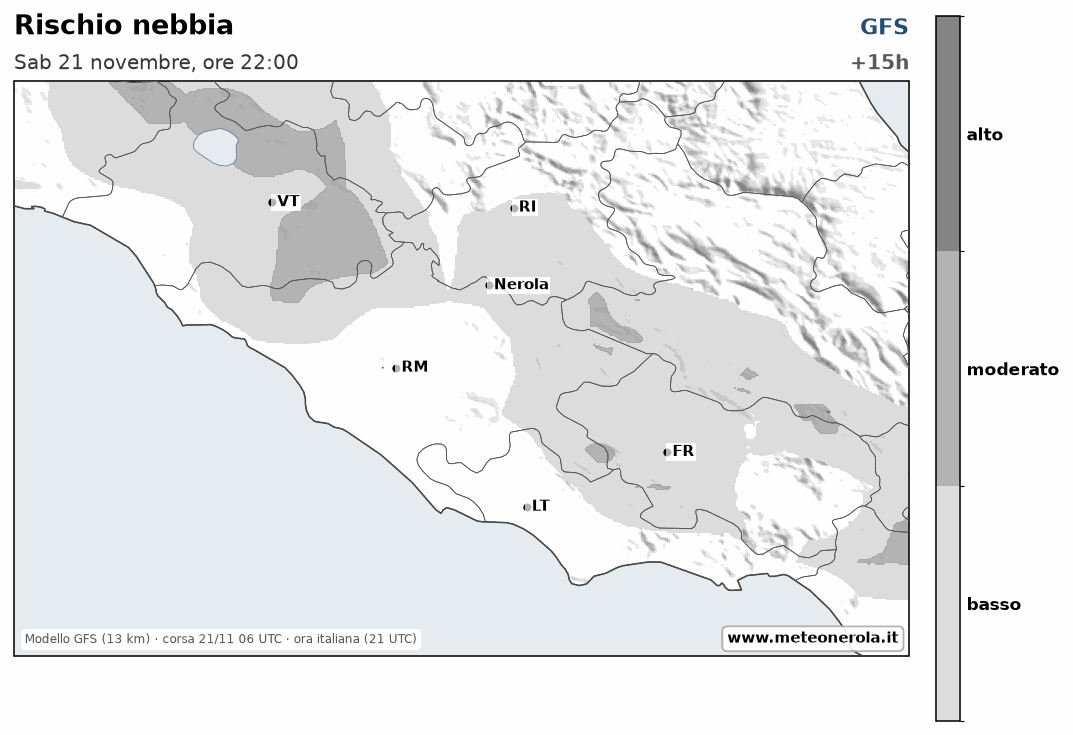 Rischio nebbia
GFS
Sab 21 novembre, ore 22:00
+15h
alto
VT
RI
Nerola
moderato
RM
FR
LT
basso
Modello GFS (13 km) · corsa 21/11 06 UTC · ora italiana (21 UTC)
www.meteonerola.it